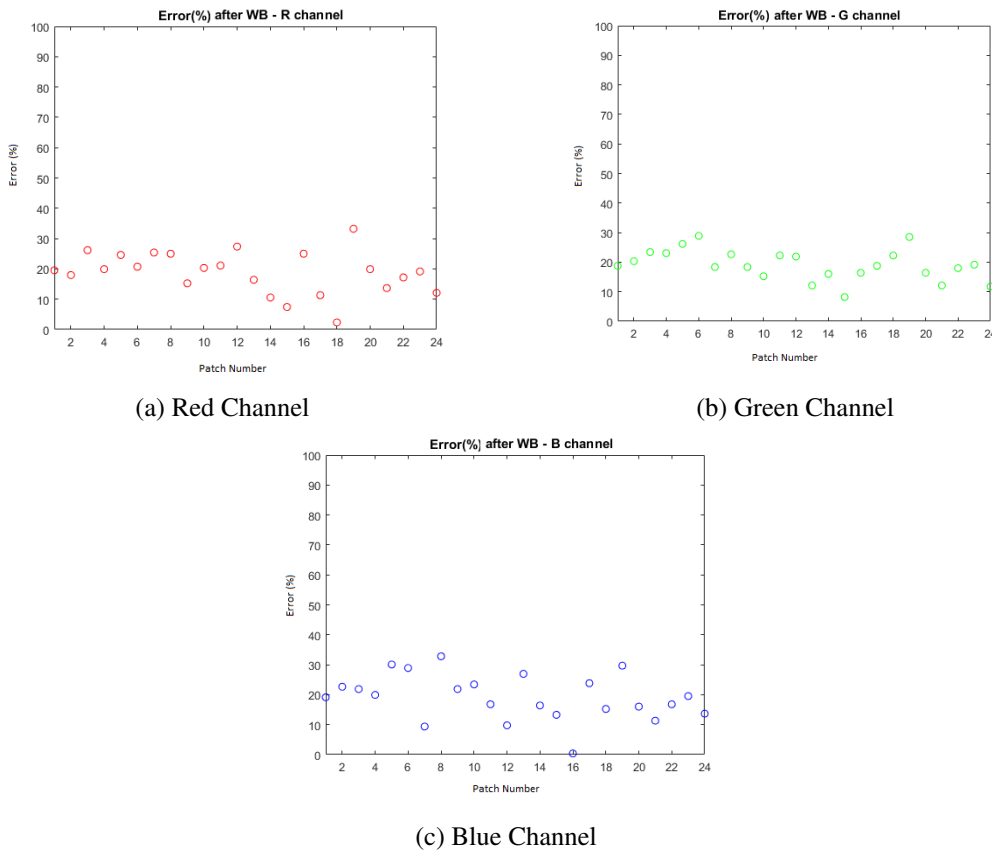 Error(%) after WB - R channel
100
90
80
70
60
50
40
30
20
10
0
Error (%)
2 4 6 8 10 12 14 16 18 20 22 24
Patch Number
(a) Red Channel
Error(%) after WB - G channel
100
90
80
70
60
50
40
30
20
10
0
Error (%)
2 4 6 8 10 12 14 16 18 20 22 24
Patch Number
(b) Green Channel
Error(%) after WB - B channel
100
90
80
70
60
50
40
30
20
10
0
Error (%)
2 4 6 8 10 12 14 16 18 20 22 24
Patch Number
(c) Blue Channel